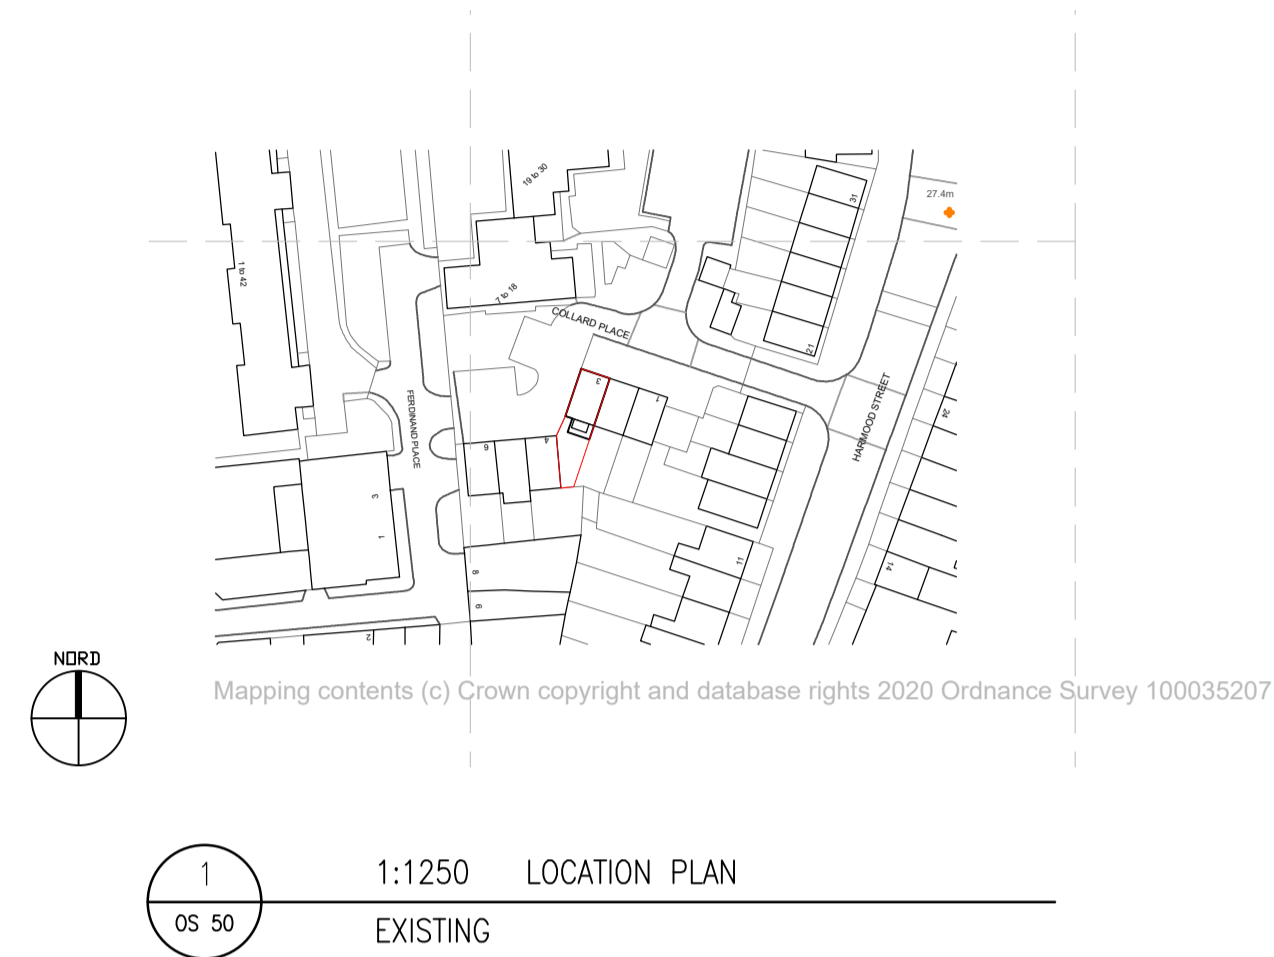 19 to 30
31
27.4m
1 to 42
7 to 18
COLLARD PLACE
21
3
1
FERDINAND PLACE
HARMOOD STREET
24
6
4
3
1
11
14
8
6
2
NORD
Mapping contents (c) Crown copyright and database rights 2020 Ordnance Survey 100035207
1
1:1250 LOCATION PLAN
OS 50
EXISTING